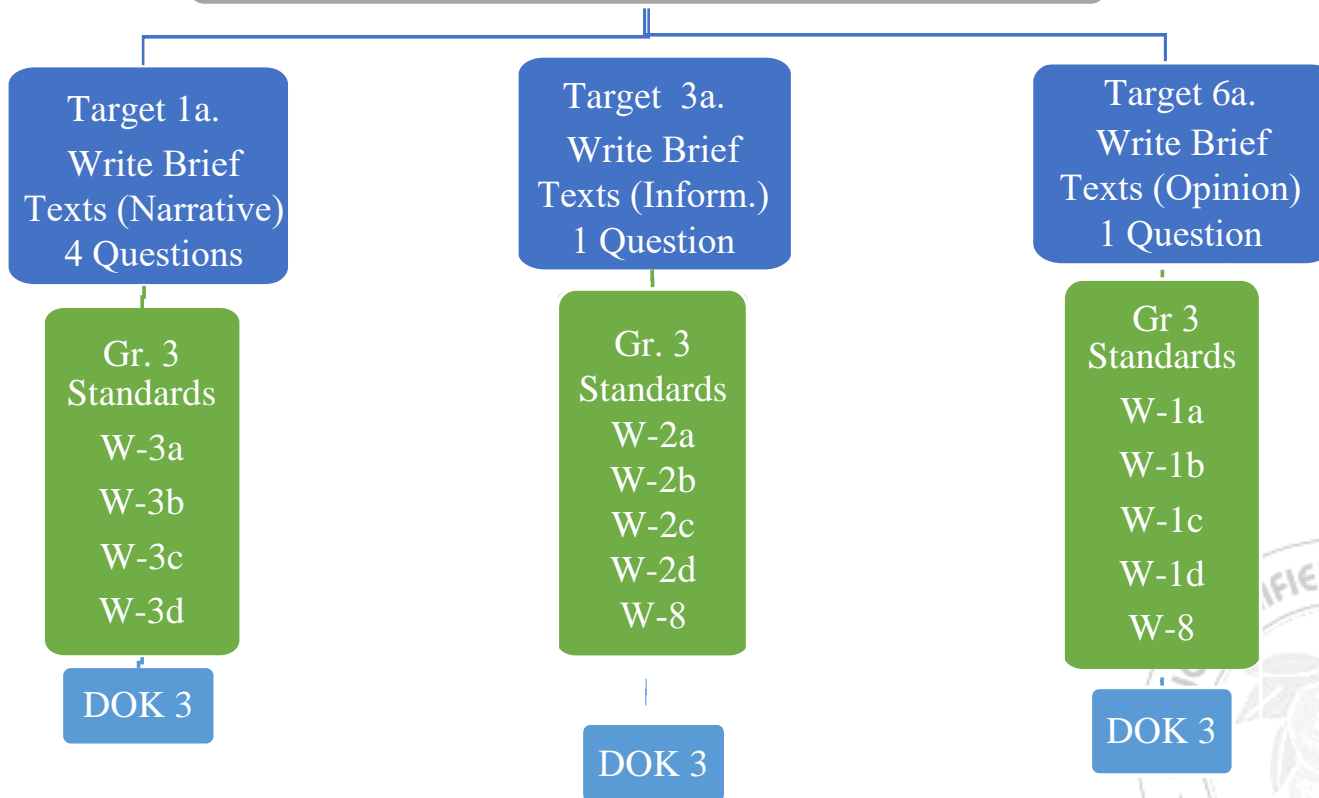 Target 1a.
Write Brief
Texts (Narrative)
4 Questions
Gr. 3
Standards
W-3a
W-3b
W-3c
W-3d
DOK 3
Target 3a.
Write Brief
Texts (Inform.)
1 Question
Gr. 3
Standards
W-2a
W-2b
W-2c
W-2d
W-8
DOK 3
Target 6a.
Write Brief
Texts (Opinion)
1 Question
Gr 3
Standards
W-1a
W-1b
W-1c
W-1d
W-8
DOK 3